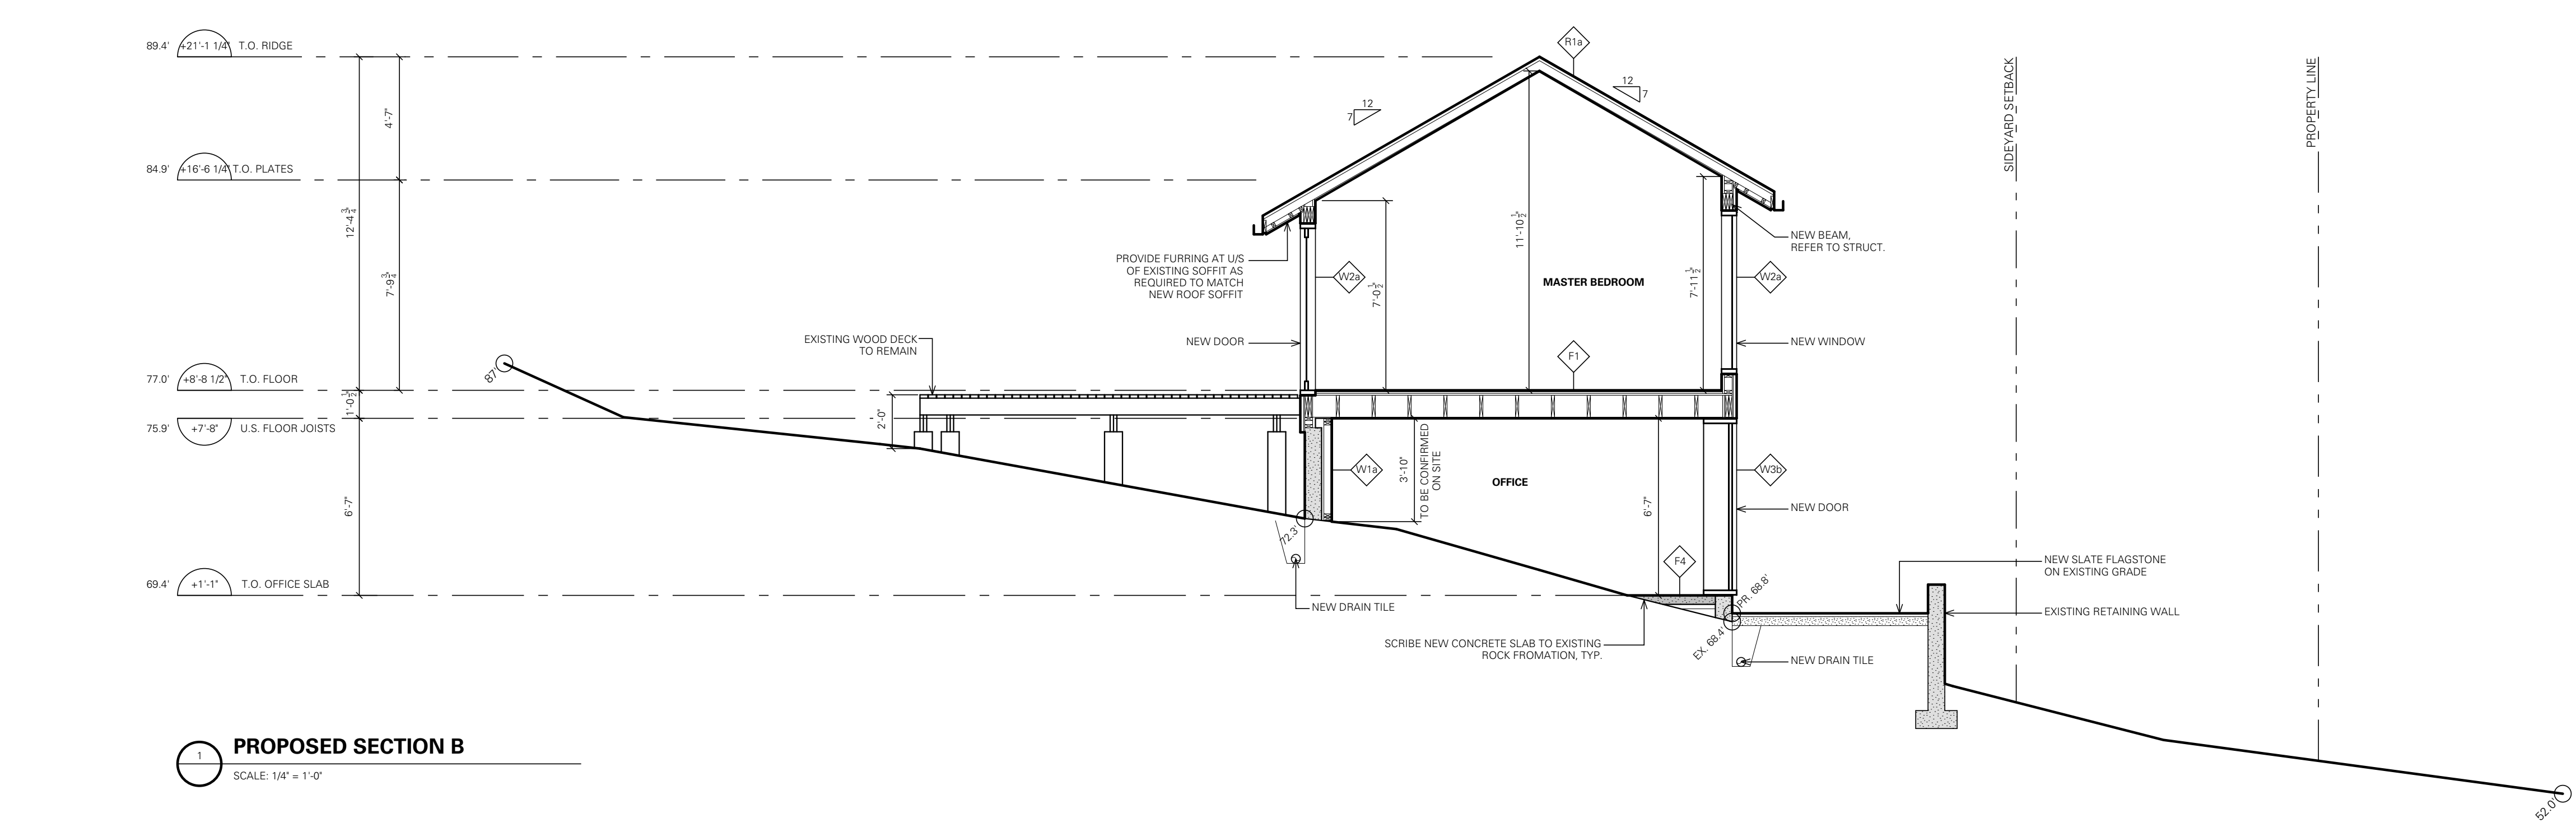 89.4' +21'-1 1/4" T.O. RIDGE
R1a
12
7
12
7
4'-7"
SIDEYARD SETBACK
PROPERTY LINE
84.9' +16'-6 1/4" T.O. PLATES
12'-4 3/4"
7'-9 3/4"
11'-10 1/2"
7'-0 1/2"
7'-11 1/2"
NEW BEAM,
REFER TO STRUCT.
PROVIDE FURRING AT U/S
OF EXISTING SOFFIT AS
REQUIRED TO MATCH
NEW ROOF SOFFIT
W2a
MASTER BEDROOM
W2a
EXISTING WOOD DECK
TO REMAIN
NEW DOOR
NEW WINDOW
F1
87'
77.0' +8'-8 1/2" T.O. FLOOR
1'-0 1/2"
2'-0"
75.9' +7'-8" U.S. FLOOR JOISTS
6'-7"
W1a
3'-10"
TO BE CONFIRMED
ON SITE
OFFICE
6'-7"
W3b
NEW DOOR
72.3'
F4
PR. 68.8'
EX. 68.4'
NEW SLATE FLAGSTONE
ON EXISTING GRADE
69.4' +1'-1" T.O. OFFICE SLAB
NEW DRAIN TILE
EXISTING RETAINING WALL
SCRIBE NEW CONCRETE SLAB TO EXISTING
ROCK FROMATION, TYP.
NEW DRAIN TILE
1
PROPOSED SECTION B
SCALE: 1/4" = 1'-0"
52.0'